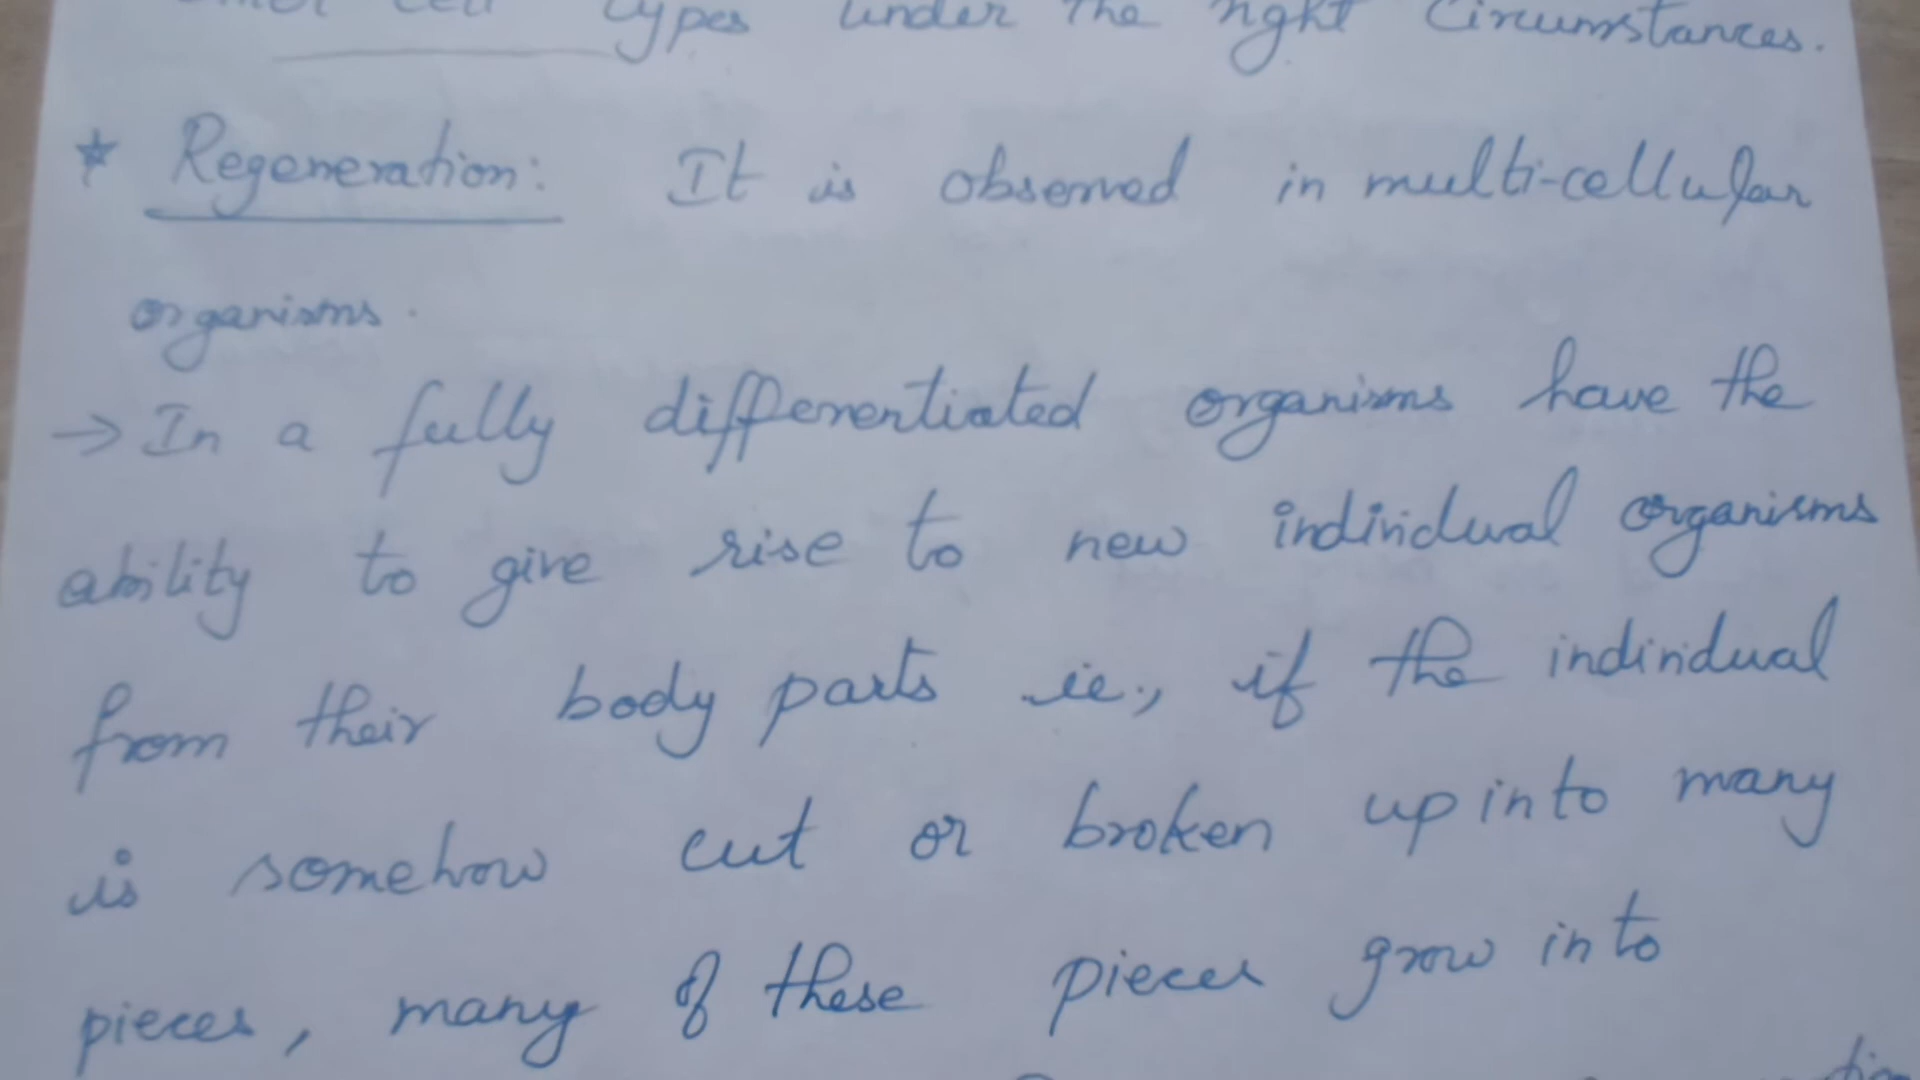 cell types under the right Circumstances.
* Regeneration: It is observed in multi-cellular
organisms.
→ In a fully differentiated organisms have the
ability to give rise to new individual organisms
from their body parts ie., if the individual
is somehow cut or broken up into many
pieces, many of these pieces grow into